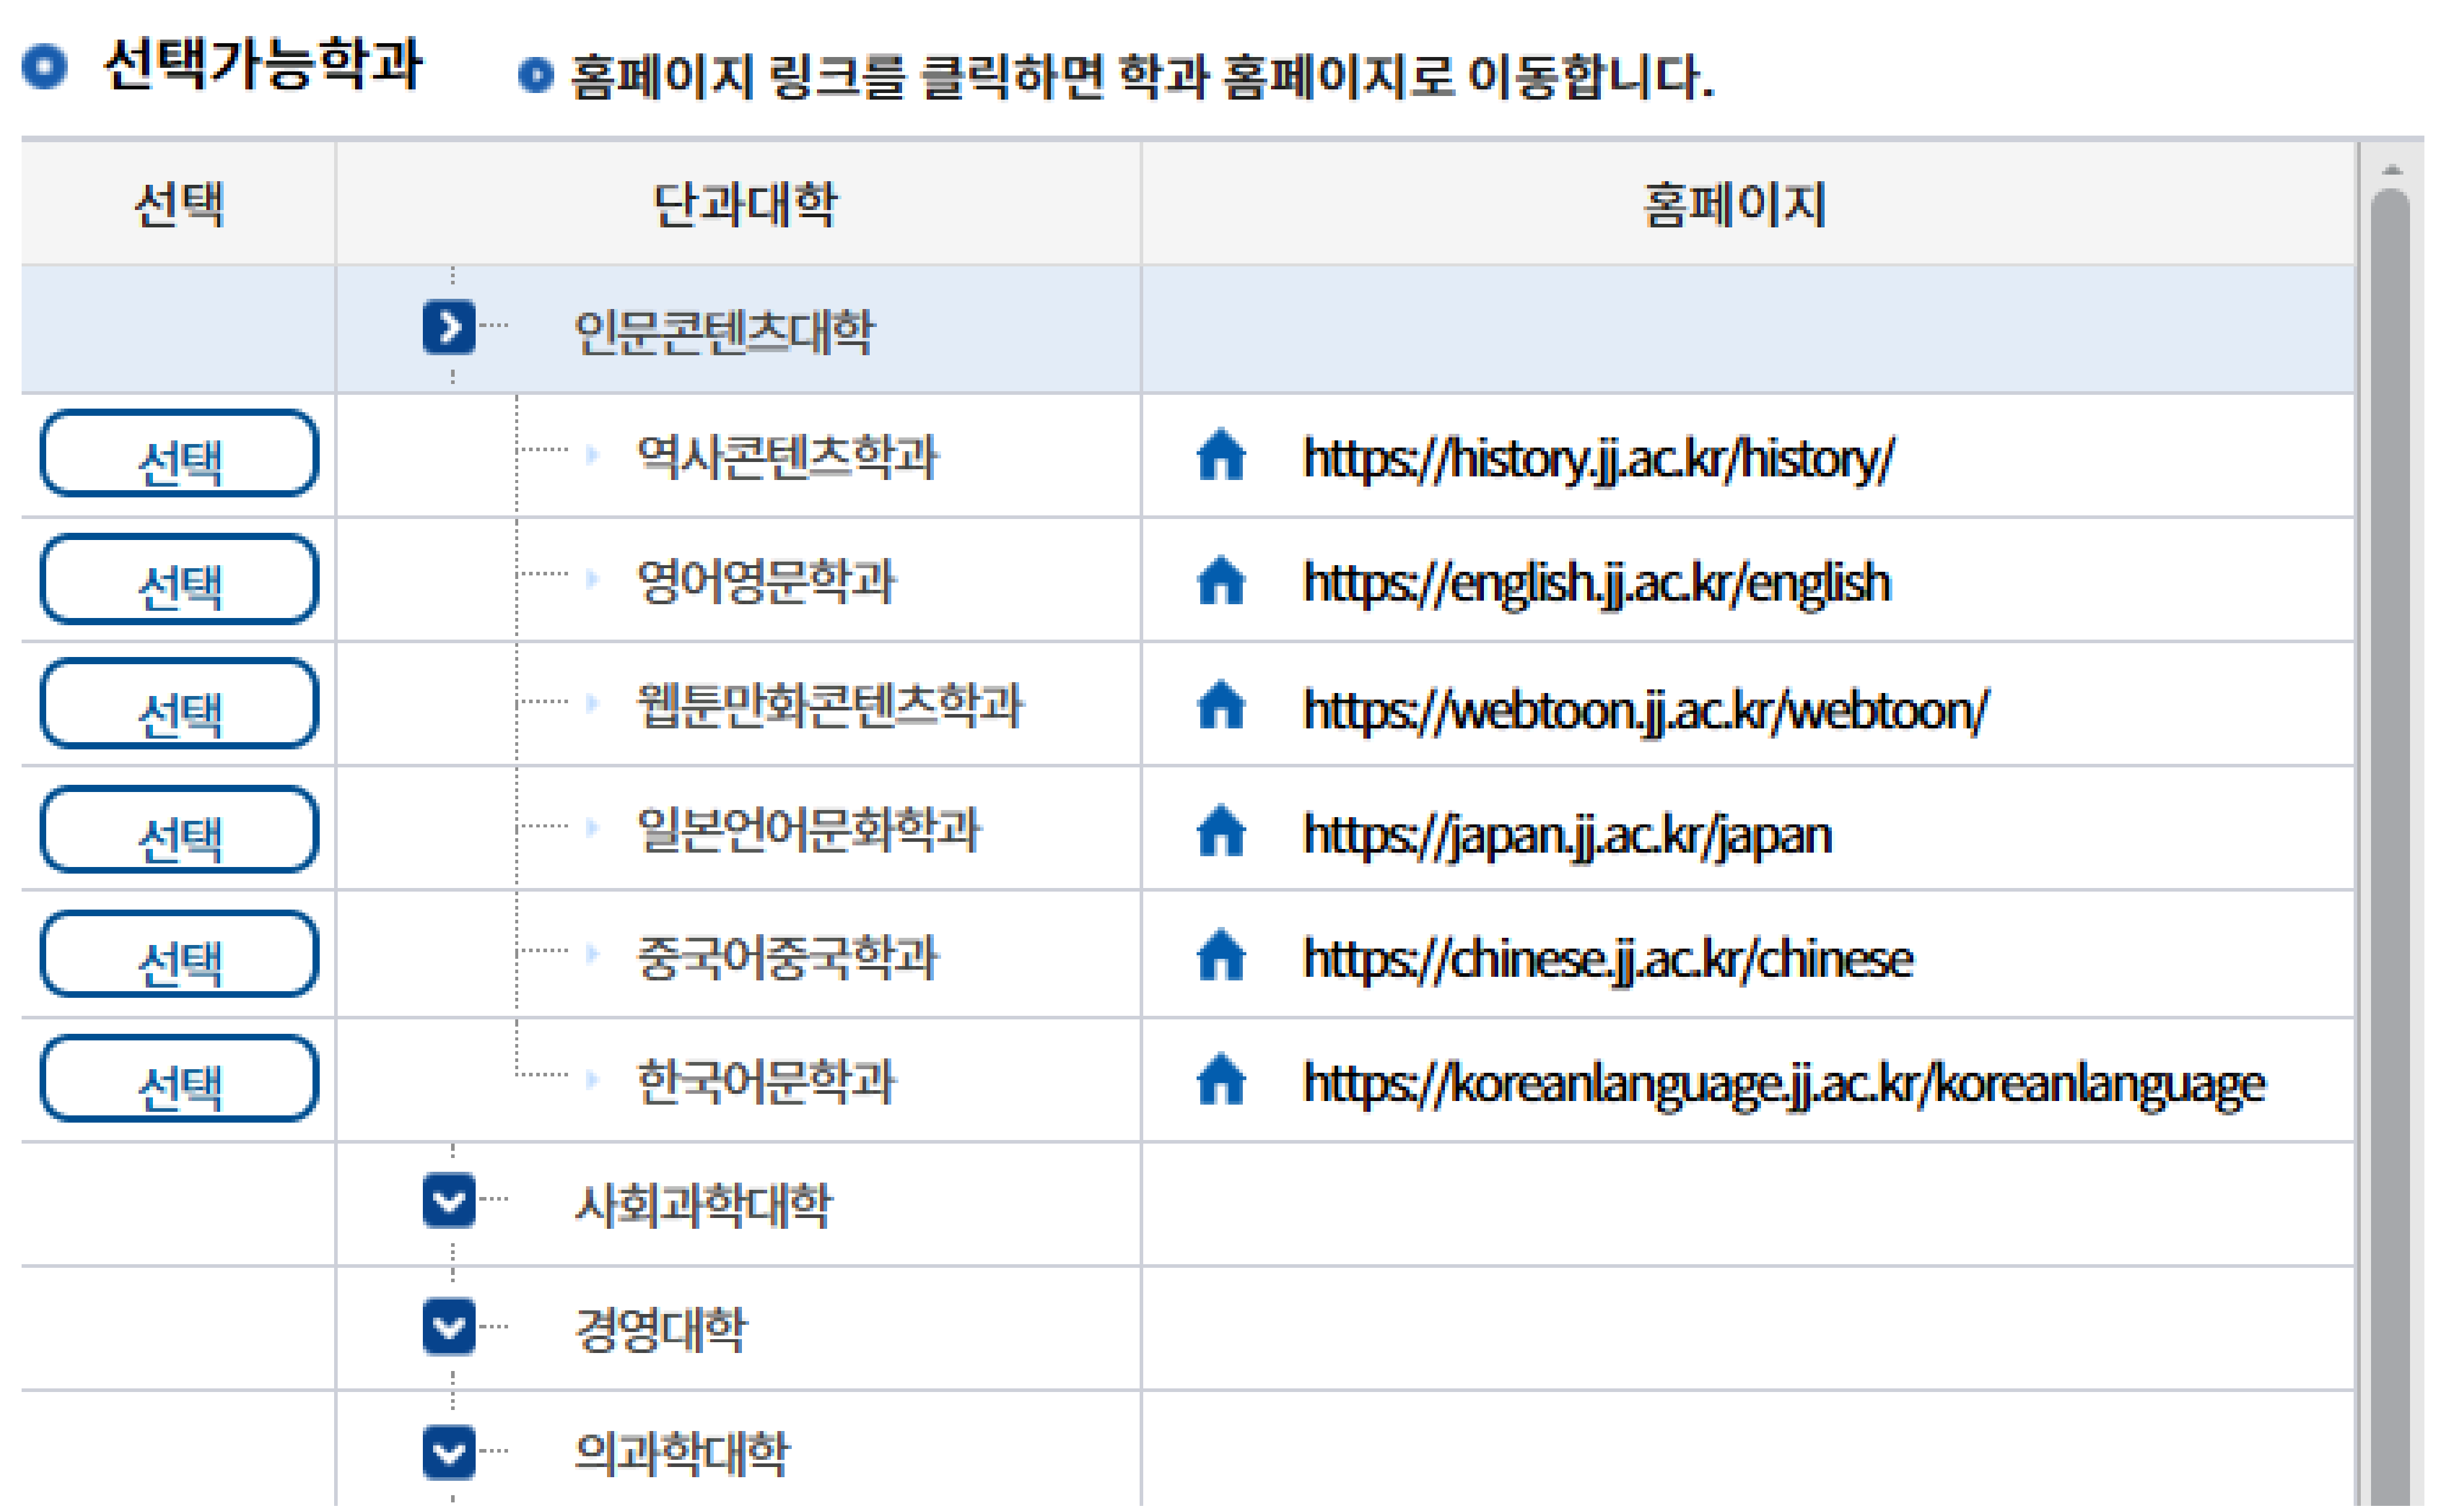 선택가능학과 홈페이지 링크를 클릭하면 학과 홈페이지로 이동합니다.
선택 단과대학 홈페이지
인문콘텐츠대학
선택 역사콘텐츠학과 https://history.jj.ac.kr/history/
선택 영어영문학과 https://english.jj.ac.kr/english
선택 웹툰만화콘텐츠학과 https://webtoon.jj.ac.kr/webtoon/
선택 일본언어문화학과 https://japan.jj.ac.kr/japan
선택 중국어중국학과 https://chinese.jj.ac.kr/chinese
선택 한국어문학과 https://koreanlanguage.jj.ac.kr/koreanlanguage
사회과학대학
경영대학
의과학대학